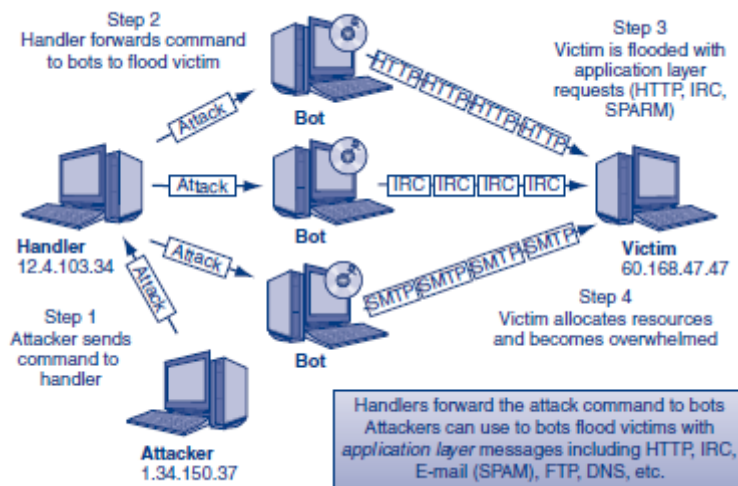 Step 2
Handler forwards command
to bots to flood victim
Step 3
Victim is flooded with
application layer
requests (HTTP, IRC,
SPARM)
Attack
Bot
HTTP HTTP HTTP HTTP
Attack
Bot
IRC IRC IRC IRC
Handler
12.4.103.34
Victim
60.168.47.47
Attack
Attack
Bot
SMTP SMTP SMTP SMTP
Step 1
Attacker sends
command to
handler
Step 4
Victim allocates resources
and becomes overwhelmed
Attacker
1.34.150.37
Handlers forward the attack command to bots
Attackers can use to bots flood victims with
application layer messages including HTTP, IRC,
E-mail (SPAM), FTP, DNS, etc.